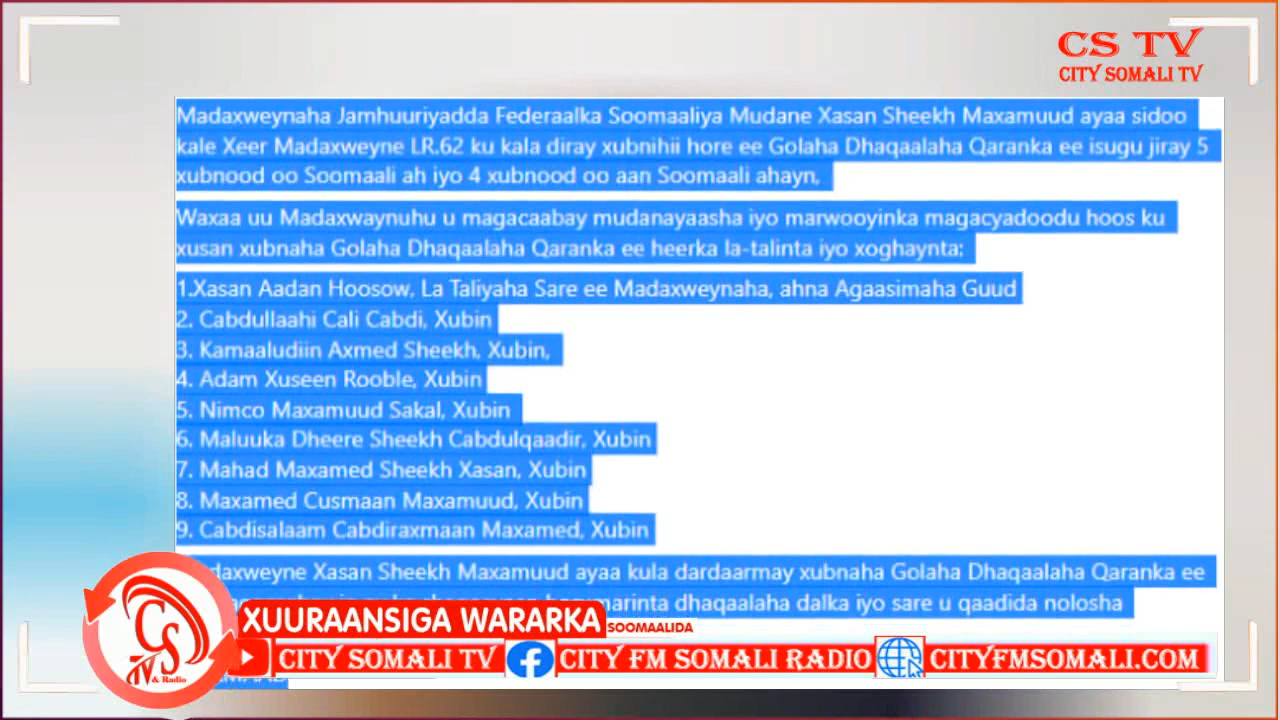 CS TV
CITY SOMALI TV
Madaxweynaha Jamhuuriyadda Federaalka Soomaaliya Mudane Xasan Sheekh Maxamuud ayaa sidoo
kale Xeer Madaxweyne LR.62 ku kala diray xubnihii hore ee Golaha Dhaqaalaha Qaranka ee isugu jiray 5
xubnood oo Soomaali ah iyo 4 xubnood oo aan Soomaali ahayn,
Waxaa uu Madaxwaynuhu u magacaabay mudanayaasha iyo marwooyinka magacyadoodu hoos ku
xusan xubnaha Golaha Dhaqaalaha Qaranka ee heerka la-talinta iyo xoghaynta:
1.Xasan Aadan Hoosow, La Taliyaha Sare ee Madaxweynaha, ahna Agaasimaha Guud
2. Cabdullaahi Cali Cabdi, Xubin
3. Kamaaludiin Axmed Sheekh, Xubin,
4. Adam Xuseen Rooble, Xubin
5. Nimco Maxamuud Sakal, Xubin
6. Maluuka Dheere Sheekh Cabdulqaadir, Xubin
7. Mahad Maxamed Sheekh Xasan, Xubin
8. Maxamed Cusmaan Maxamuud, Xubin
9. Cabdisalaam Cabdiraxmaan Maxamed, Xubin
Xasan Sheekh Maxamuud ayaa kula dardaarmay xubnaha Golaha Dhaqaalaha Qaranka ee
dhaqaalaha dalka iyo sare u qaadida nolosha
XUURAANSIGA WARARKA
SOOMAALIDA
CS
TV
& Radio
CITY SOMALI TV
CITY FM SOMALI RADIO
CITYFMSOMALI.COM